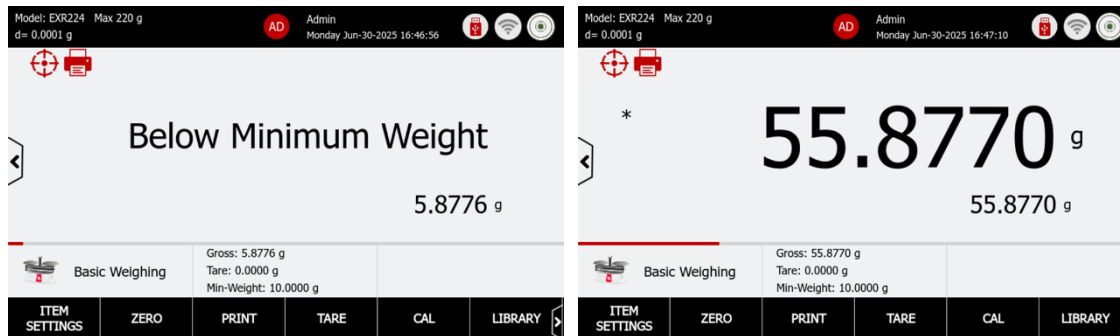 Model: EXR224 Max 220 g
d= 0.0001 g
AD
Admin
Monday Jun-30-2025 16:46:56
Below Minimum Weight
5.8776 g
Basic Weighing
Gross: 5.8776 g
Tare: 0.0000 g
Min-Weight: 10.0000 g
ITEM SETTINGS
ZERO
PRINT
TARE
CAL
LIBRARY
Model: EXR224 Max 220 g
d= 0.0001 g
AD
Admin
Monday Jun-30-2025 16:47:10
*
55.8770 g
55.8770 g
Basic Weighing
Gross: 55.8770 g
Tare: 0.0000 g
Min-Weight: 10.0000 g
ITEM
SETTINGS
ZERO
PRINT
TARE
CAL
LIBRARY